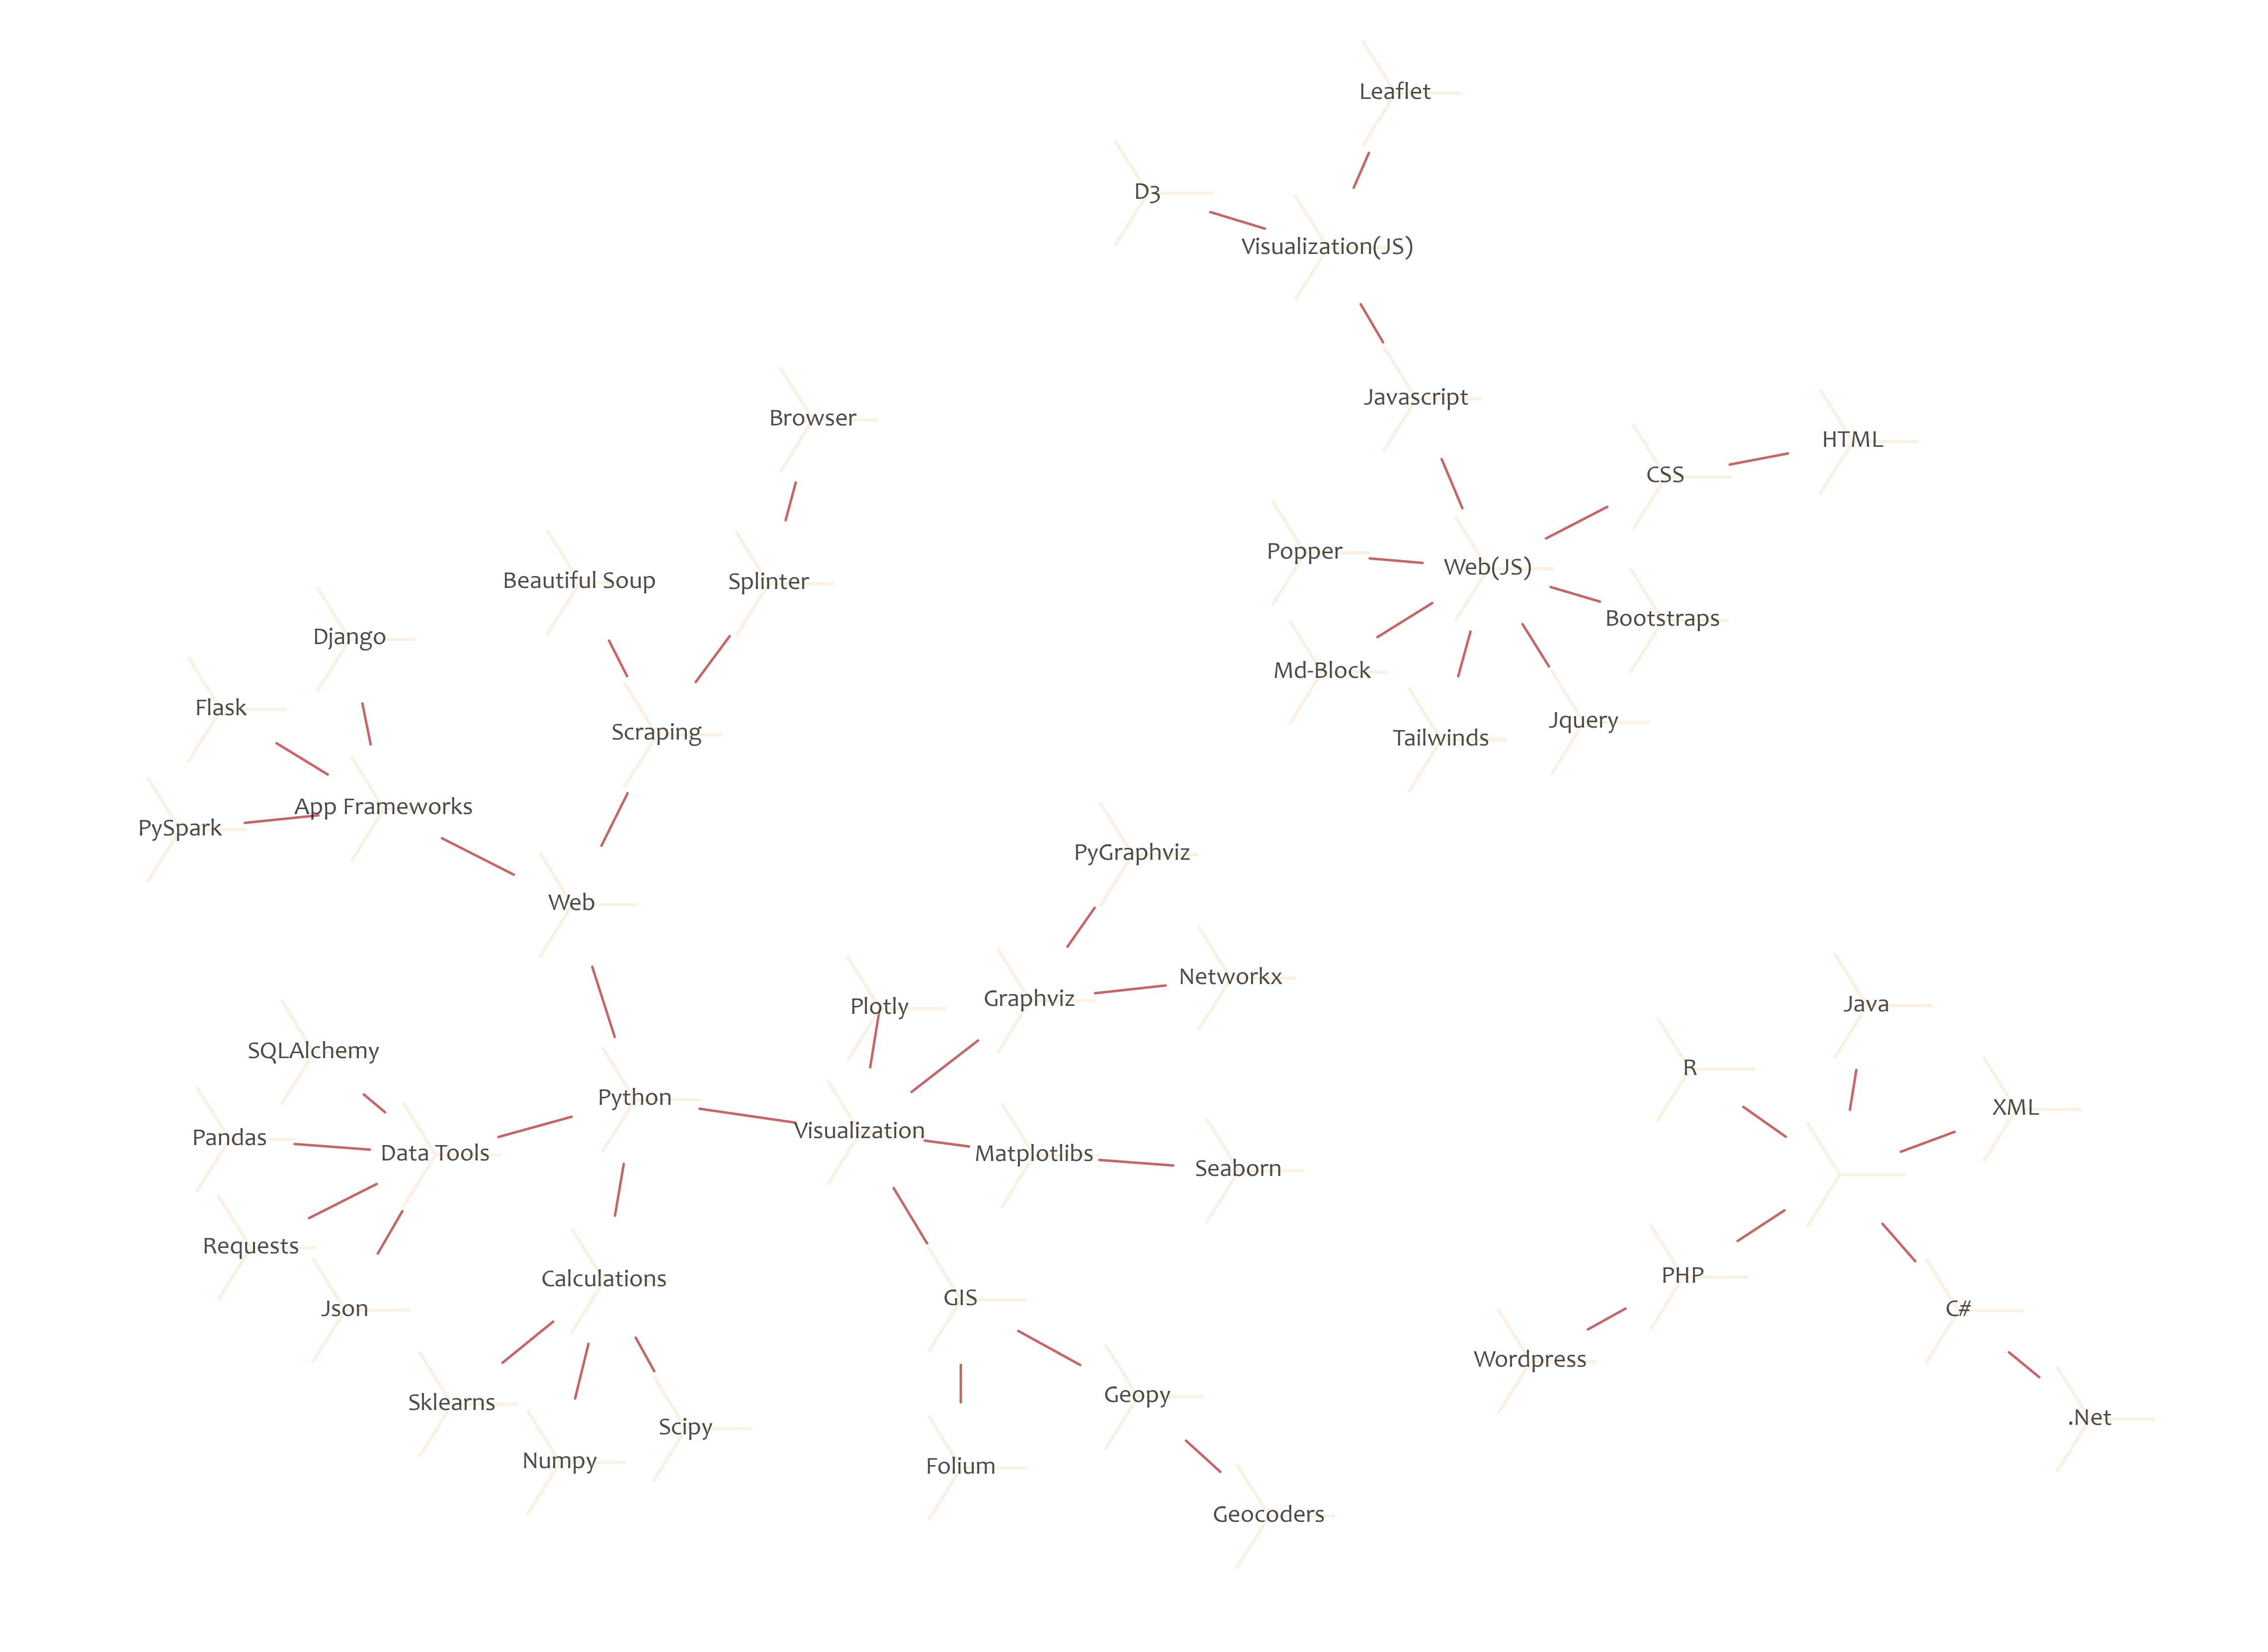 Leaflet
D3
Visualization(JS)
Javascript
Browser
HTML
CSS
Popper
Web(JS)
Beautiful Soup
Splinter
Bootstraps
Django
Md-Block
Flask
Jquery
Scraping
Tailwinds
App Frameworks
PySpark
PyGraphviz
Web
Networkx
Graphviz
Plotly
Java
SQLAlchemy
R
Python
XML
Visualization
Pandas
Data Tools
Matplotlibs
Seaborn
Requests
PHP
Calculations
GIS
Json
C#
Wordpress
Geopy
Sklearns
.Net
Scipy
Numpy
Folium
Geocoders